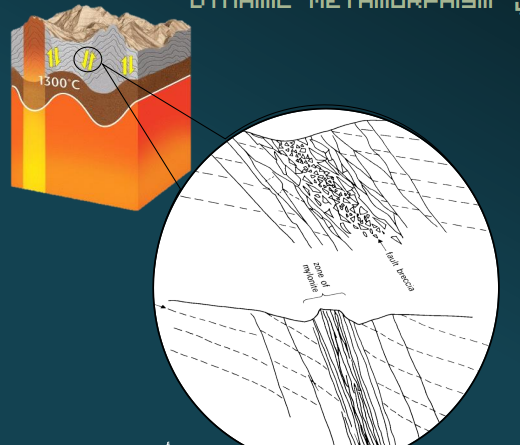 DYNAMIC METAMORPHISM
1300°C
fault breccia
zone of
mylonite